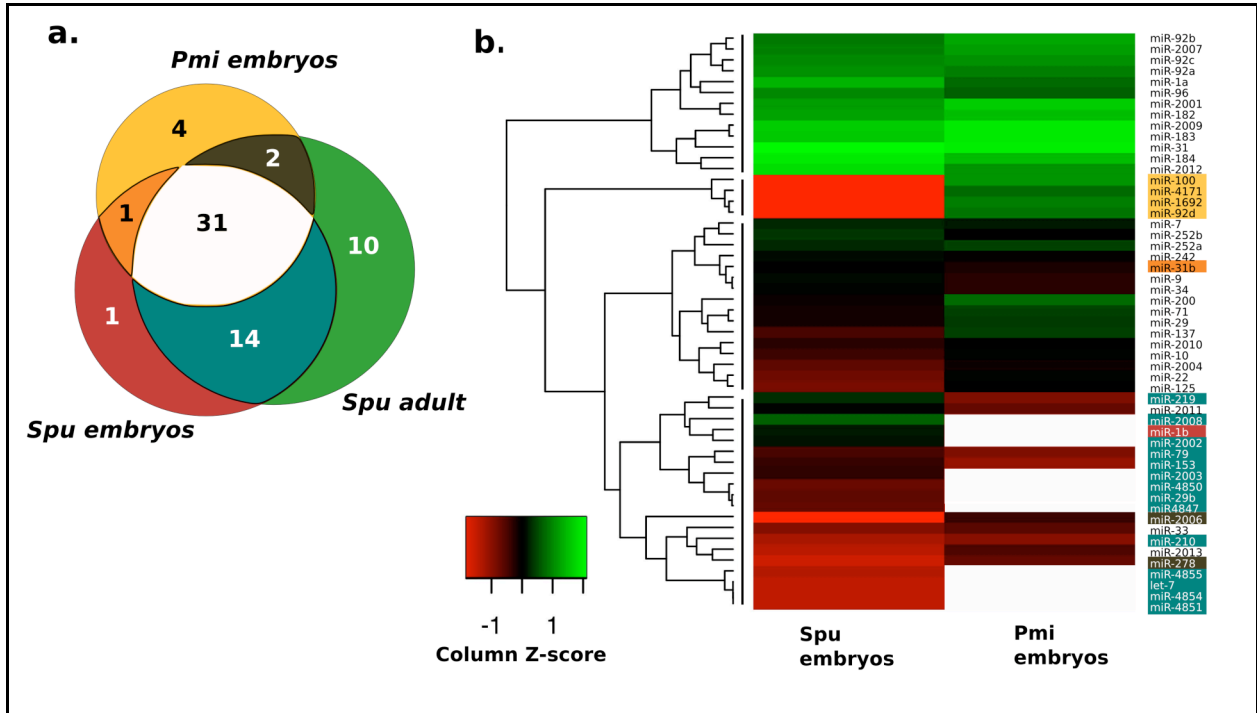 a.
Pmi embryos
4
2
1
31
10
1
14
Spu adult
Spu embryos
b.
miR-92b
miR-2007
miR-92c
miR-92a
miR-1a
miR-96
miR-2001
miR-182
miR-2009
miR-183
miR-31
miR-184
miR-2012
miR-100
miR-4171
miR-1692
miR-92d
miR-7
miR-252b
miR-252a
miR-242
miR-31b
miR-9
miR-34
miR-200
miR-71
miR-29
miR-137
miR-2010
miR-10
miR-2004
miR-22
miR-125
miR-219
miR-2011
miR-2008
miR-1b
miR-2002
miR-79
miR-153
miR-2003
miR-4850
miR-29b
miR4847
miR-2006
miR-33
miR-210
miR-2013
miR-278
miR-4855
let-7
miR-4854
miR-4851
-1 1
Column Z-score
Spu
embryos
Pmi
embryos